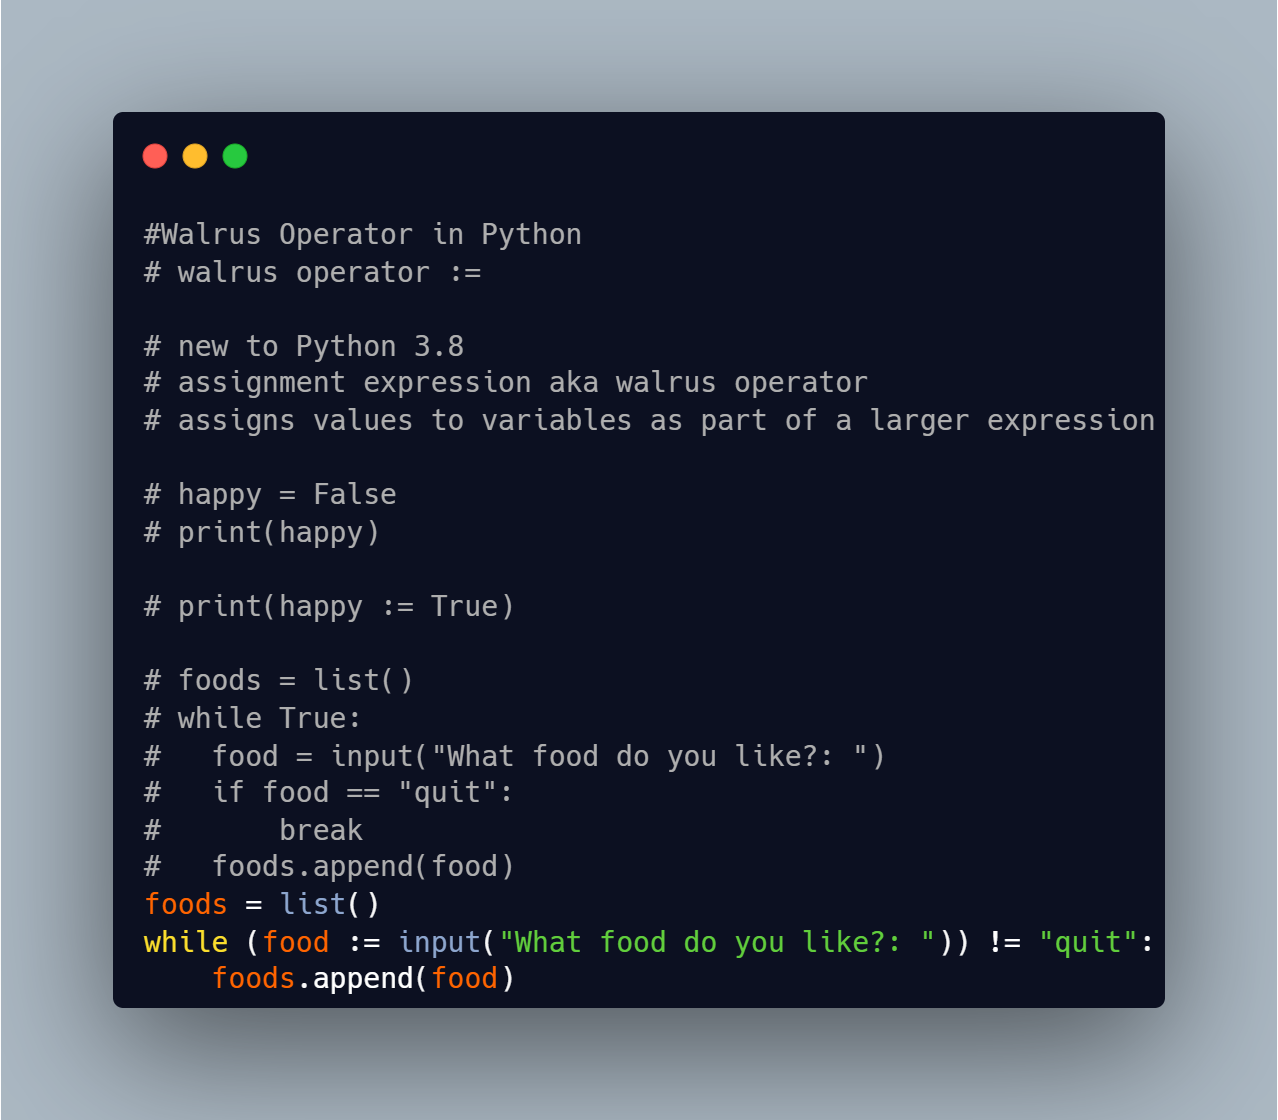 #Walrus Operator in Python
# walrus operator :=
# new to Python 3.8
# assignment expression aka walrus operator
# assigns values to variables as part of a larger expression
# happy = False
# print(happy)
# print(happy := True)
# foods = list()
# while True:
#   food = input("What food do you like?: ")
#   if food == "quit":
#       break
#   foods.append(food)
foods = list()
while (food := input("What food do you like?: ")) != "quit":
    foods.append(food)